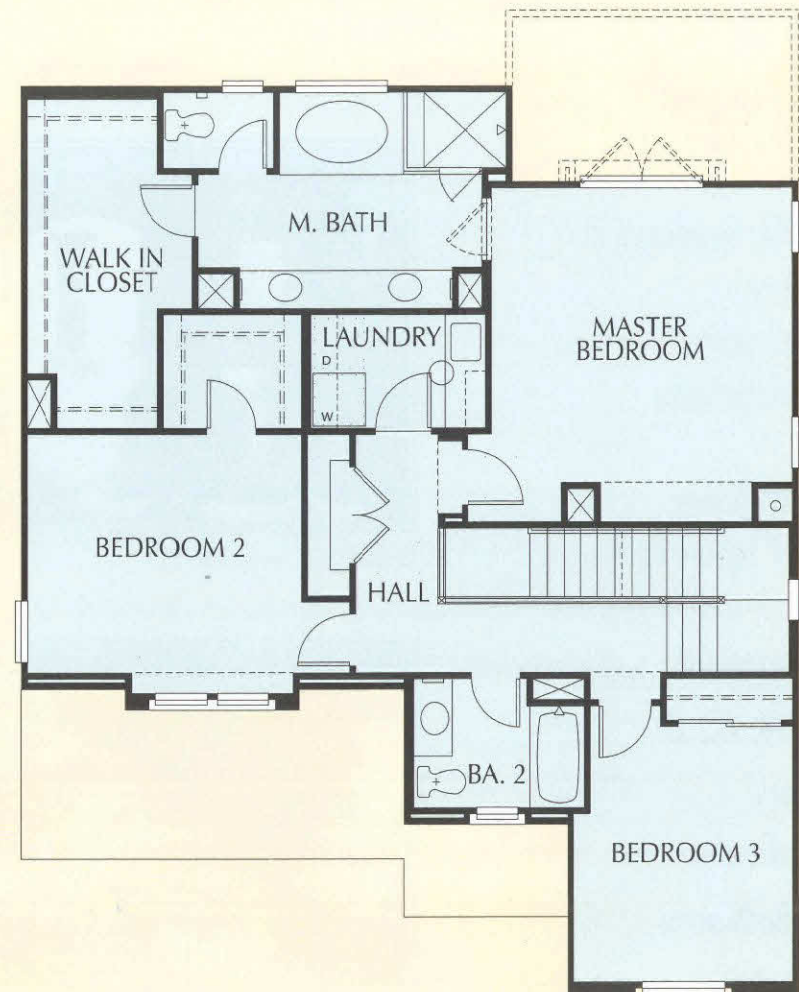 M. BATH
WALK IN
CLOSET
LAUNDRY
D
W
MASTER
BEDROOM
BEDROOM 2
HALL
BA. 2
BEDROOM 3